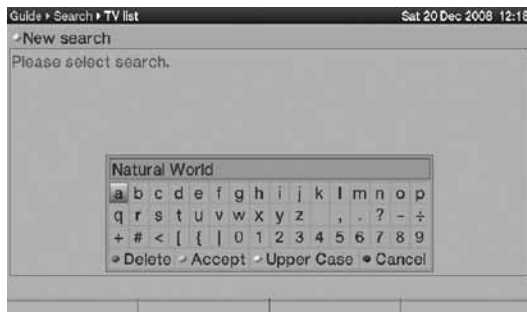 Guide ▸ Search ▸ TV list Sat 20 Dec 2008 12:18
New search
Please select search.
Natural World
a b c d e f g h i j k l m n o p
q r s t u v w x y z , . ? - ÷
+ # < [ { | 0 1 2 3 4 5 6 7 8 9
Delete Accept Upper Case Cancel